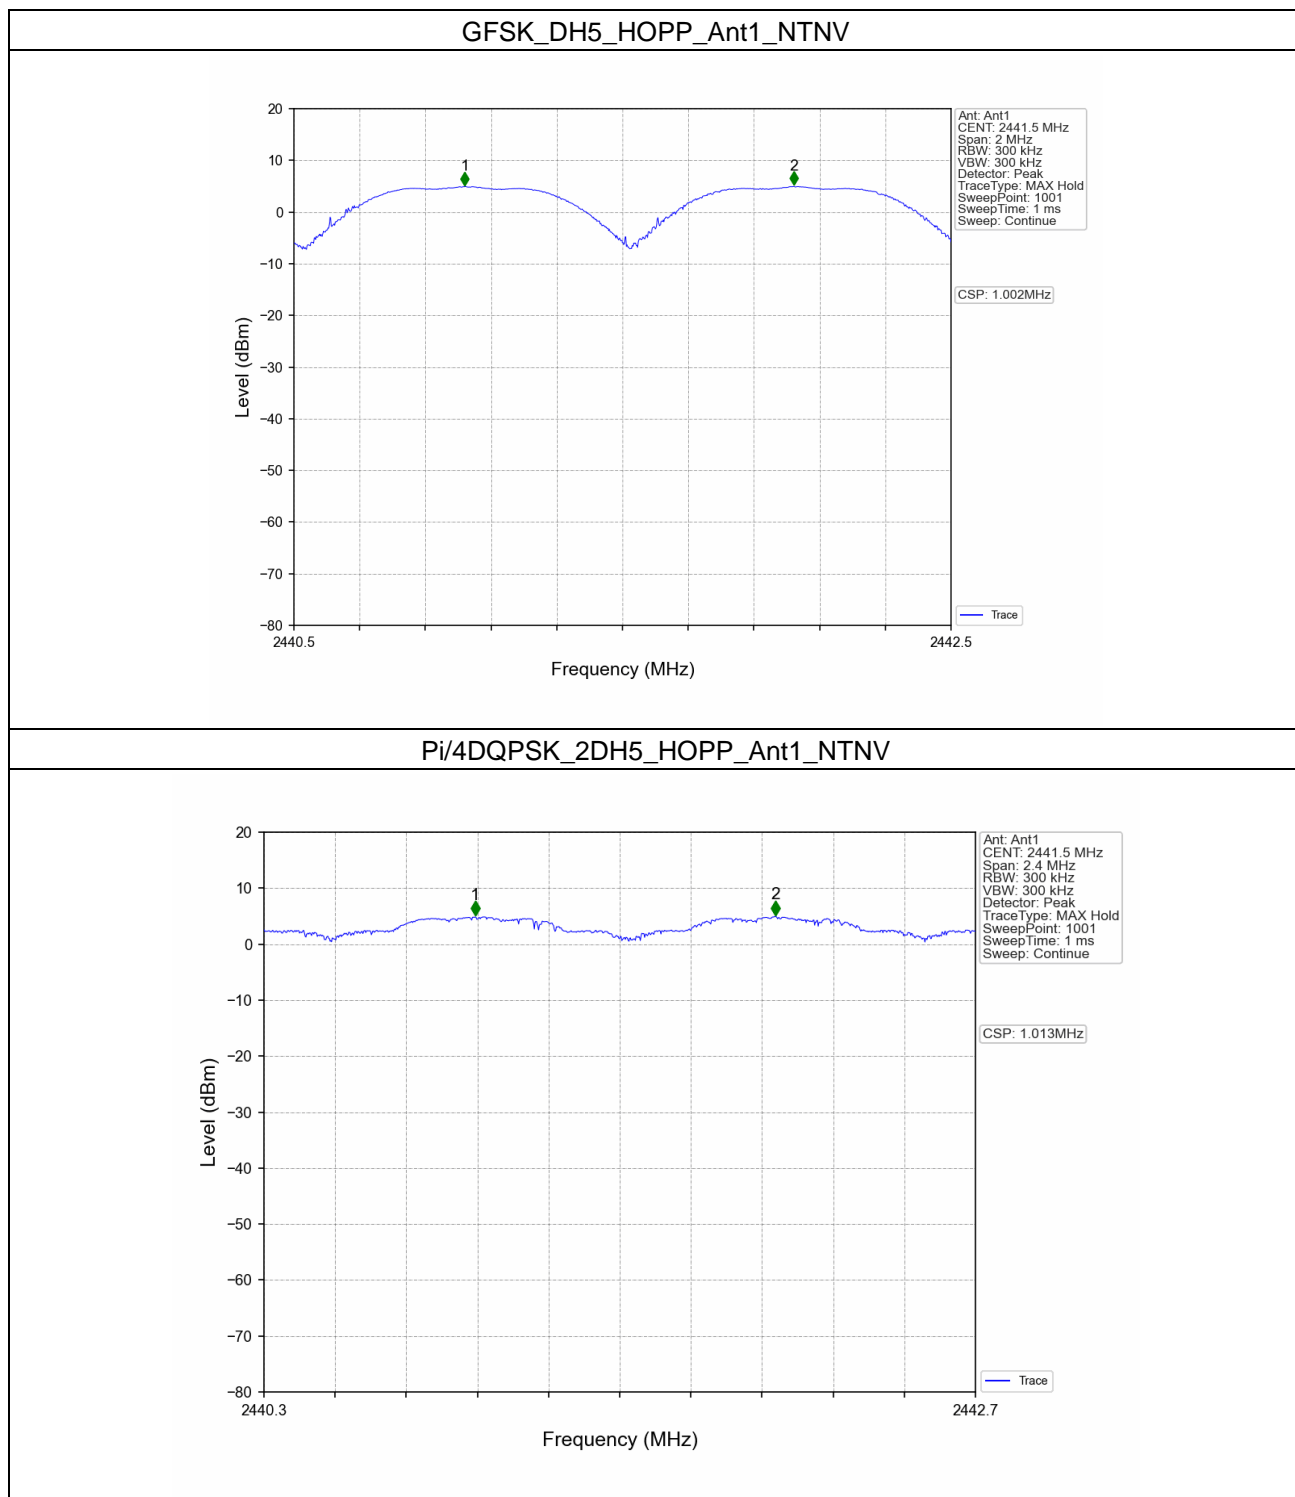 GFSK_DH5_HOPP_Ant1_NTNV
20
10
0
−10
−20
−30
−40
−50
−60
−70
−80
Level (dBm)
1
2
2440.5
2442.5
Frequency (MHz)
Ant: Ant1
CENT: 2441.5 MHz
Span: 2 MHz
RBW: 300 kHz
VBW: 300 kHz
Detector: Peak
TraceType: MAX Hold
SweepPoint: 1001
SweepTime: 1 ms
Sweep: Continue
CSP: 1.002MHz
Trace
Pi/4DQPSK_2DH5_HOPP_Ant1_NTNV
20
10
0
−10
−20
−30
−40
−50
−60
−70
−80
Level (dBm)
1
2
2440.3
2442.7
Frequency (MHz)
Ant: Ant1
CENT: 2441.5 MHz
Span: 2.4 MHz
RBW: 300 kHz
VBW: 300 kHz
Detector: Peak
TraceType: MAX Hold
SweepPoint: 1001
SweepTime: 1 ms
Sweep: Continue
CSP: 1.013MHz
Trace